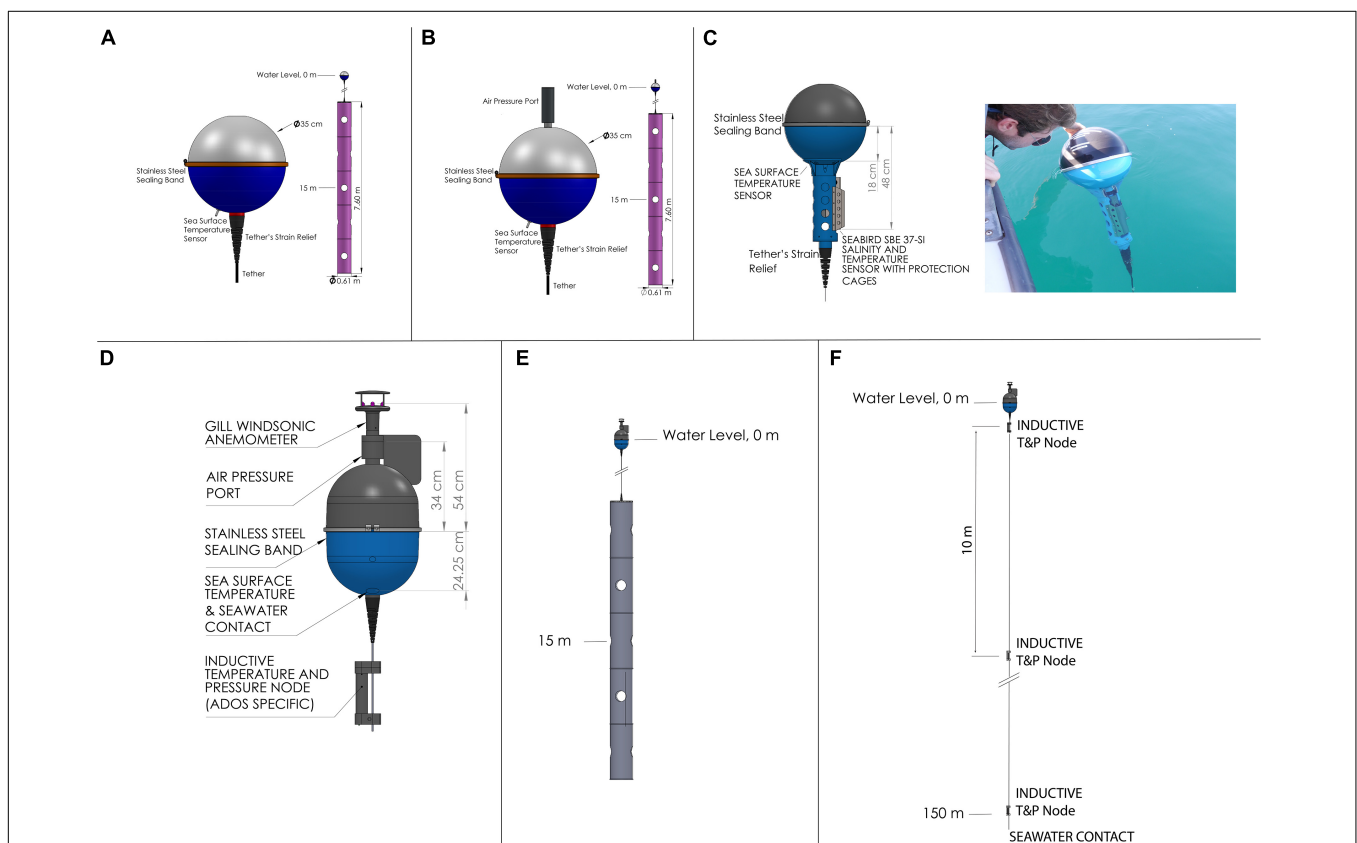 A
Water Level, 0 m
Ø35 cm
Stainless Steel
Sealing Band
15 m
7.60 m
Sea Surface
Temperature
Sensor
Tether's Strain Relief
Tether
Ø0.61 m
B
Air Pressure Port
Water Level, 0 m
Ø35cm
Stainless Steel
Sealing Band
15 m
7.60 m
Sea Surface
Temperature
Sensor
Tether's Strain Relief
Tether
Ø0.61 m
C
Stainless Steel
Sealing Band
SEA SURFACE
TEMPERATURE
SENSOR
18 cm
48 cm
Tether's Strain
Relief
SEABIRD SBE 37-SI
SALINITY AND
TEMPERATURE
SENSOR WITH PROTECTION
CAGES
D
GILL WINDSONIC
ANEMOMETER
AIR PRESSURE
PORT
34 cm
54 cm
STAINLESS STEEL
SEALING BAND
24.25 cm
SEA SURFACE
TEMPERATURE
& SEAWATER
CONTACT
INDUCTIVE
TEMPERATURE AND
PRESSURE NODE
(ADOS SPECIFIC)
E
Water Level, 0 m
15 m
F
Water Level, 0 m
INDUCTIVE
T&P Node
10 m
INDUCTIVE
T&P Node
INDUCTIVE
T&P Node
150 m
SEAWATER CONTACT